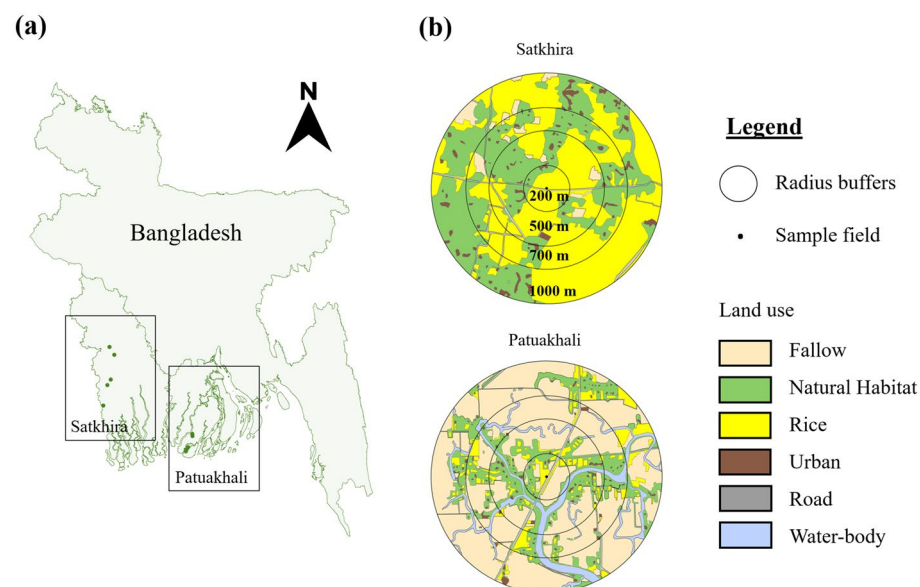 (a)
N
Bangladesh
Satkhira
Patuakhali
(b)
Satkhira
200 m
500 m
700 m
1000 m
Patuakhali
Legend
Radius buffers
Sample field
Land use
Fallow
Natural Habitat
Rice
Urban
Road
Water-body